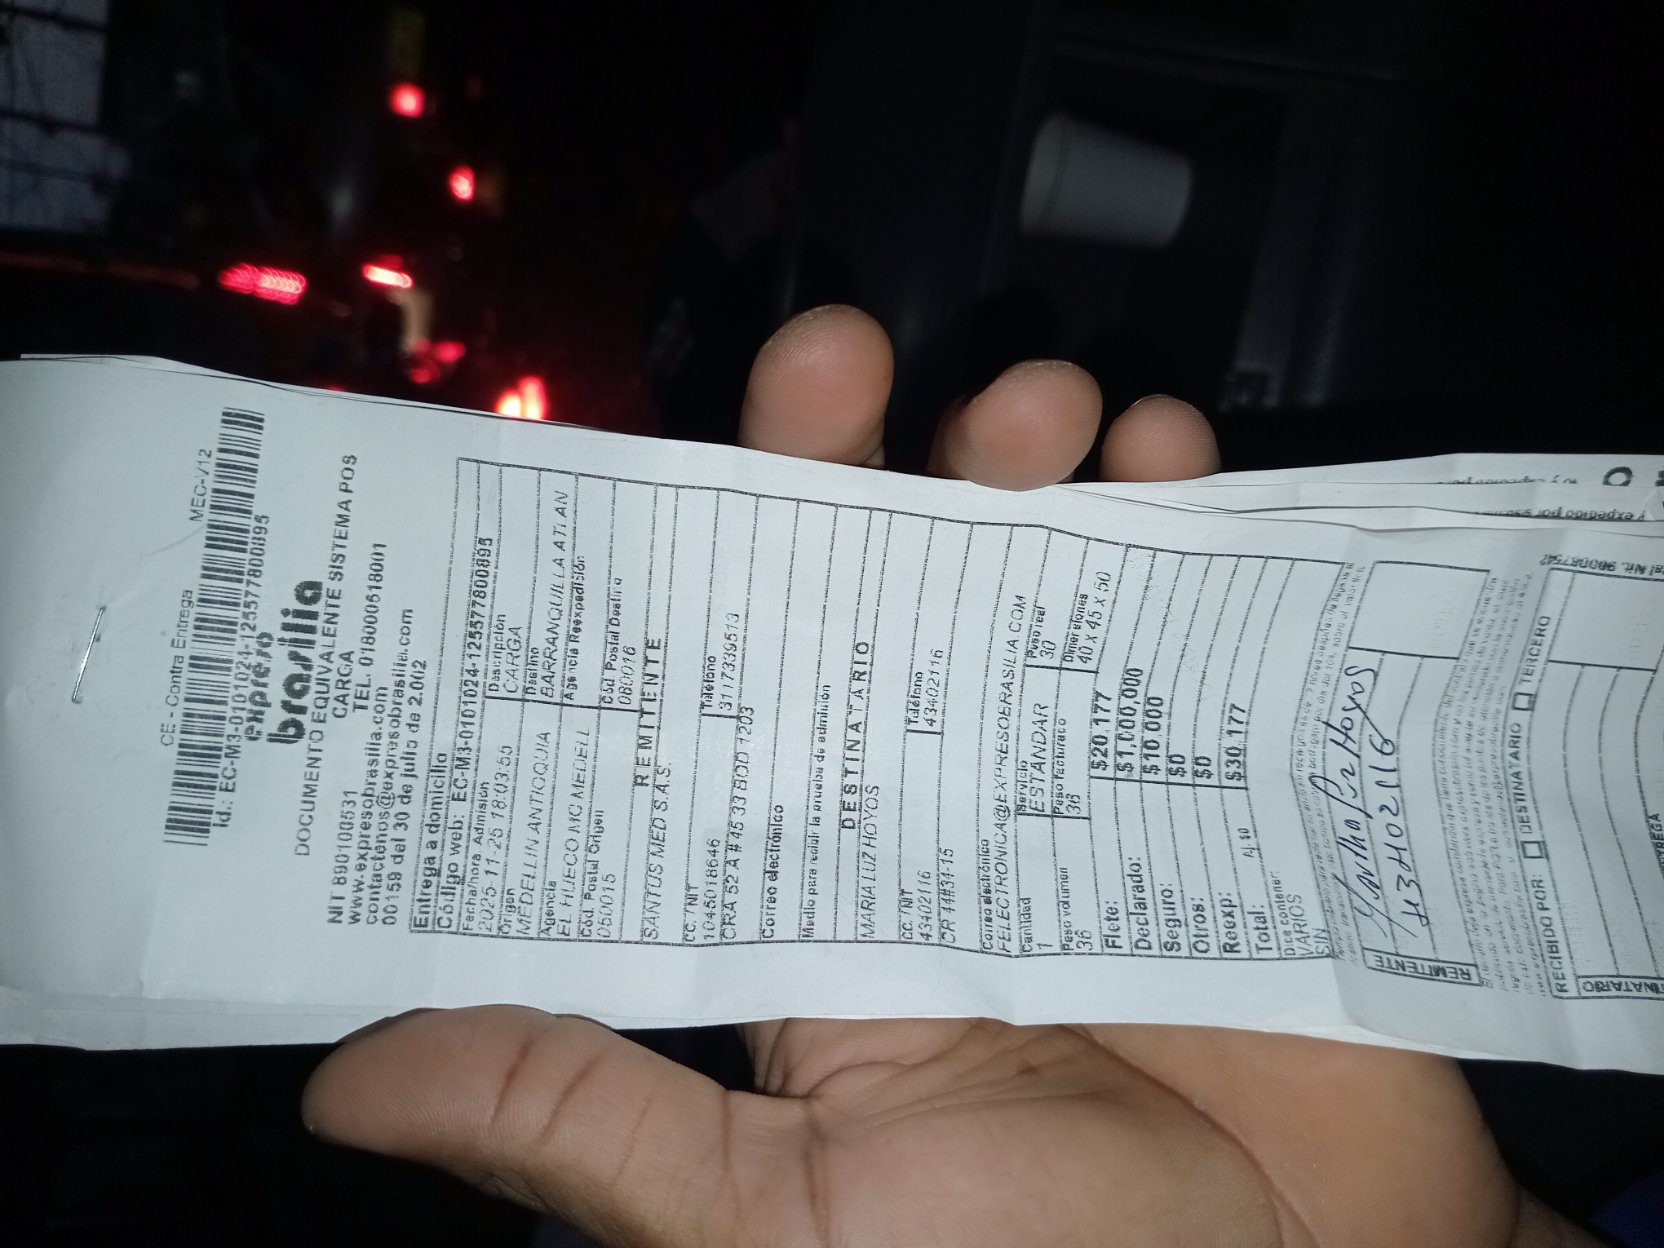 CE - Contra Entrega MEC-V12
Id.: EC-M3-0101024-125577800895
expreso
brasilia
DOCUMENTO EQUIVALENTE SISTEMA POS
CARGA
NIT 890100531 TEL. 018000518001
www.expresobrasilia.com
contactenos@expresobrasilia.com
00159 del 30 de julio de 2.002
Entrega a domicilio
Código web: EC-M3-0101024-125577800895
Fecha/hora Admisión Descripción
2025-11-25 18:03:55 CARGA
Origen Destino
MEDELLIN ANTIOQUIA BARRANQUILLA ATLAN
Agencia Agencia Reexpedición
EL HUECO NC MEDELL
Cód. Postal Origen Cód. Postal Destino
050015 080016
REMITENTE
SANTUS MED S.A.S.
CC. / NIT Teléfono
1045018646 3117339513
CRA 52 A # 45 33 BOD 1203
Correo electrónico
Medio para recibir la prueba de admisión
DESTINATARIO
MARIA LUZ HOYOS
CC. / NIT Teléfono
43402116 43402116
CR 44#34-15
Correo electrónico
FELECTRONICA@EXPRESOBRASILIA.COM
Cantidad Servicio Peso real
1 ESTANDAR 30
Peso volumen Peso facturado Dimensiones
36 36 40 x 45 x 50
Flete: $20,177
Declarado: $1,000,000
Seguro: $10,000
Otros: $0
Reexp: $0
Total: $30,177
Dice contener:
VARIOS
SIN
REMITENTE
Hoyos
43402116
REMITENTE
RECIBIDO POR: DESTINATARIO TERCERO